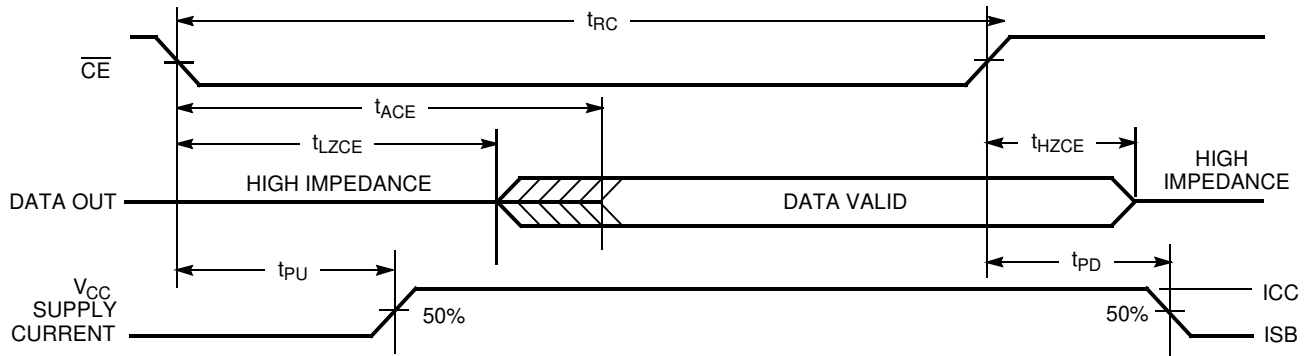 tRC
CE
tACE
tLZCE
tHZCE
HIGH IMPEDANCE
HIGH
IMPEDANCE
DATA OUT
DATA VALID
tPU
tPD
VCC
SUPPLY
CURRENT
50%
50%
ICC
ISB